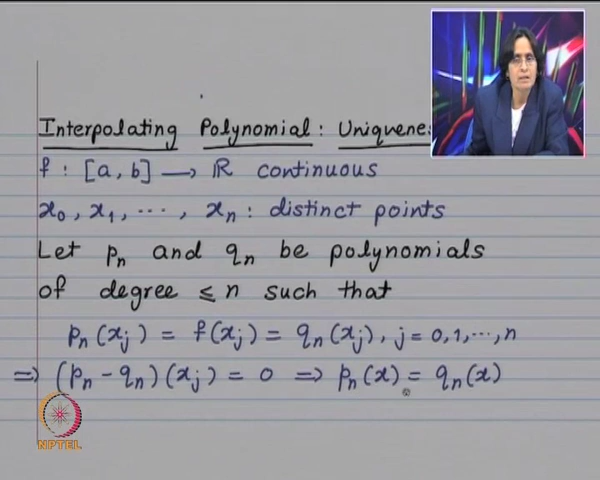 Interpolating Polynomial: Uniquenes
f : [a, b] → ℝ continuous
x₀, x₁, ⋯, xₙ : distinct points
Let pₙ and qₙ be polynomials
of degree ≤ n such that
pₙ(xⱼ) = f(xⱼ) = qₙ(xⱼ), j = 0, 1, ⋯, n
⇒ (pₙ - qₙ)(xⱼ) = 0 ⇒ pₙ(x) = qₙ(x)
NPTEL